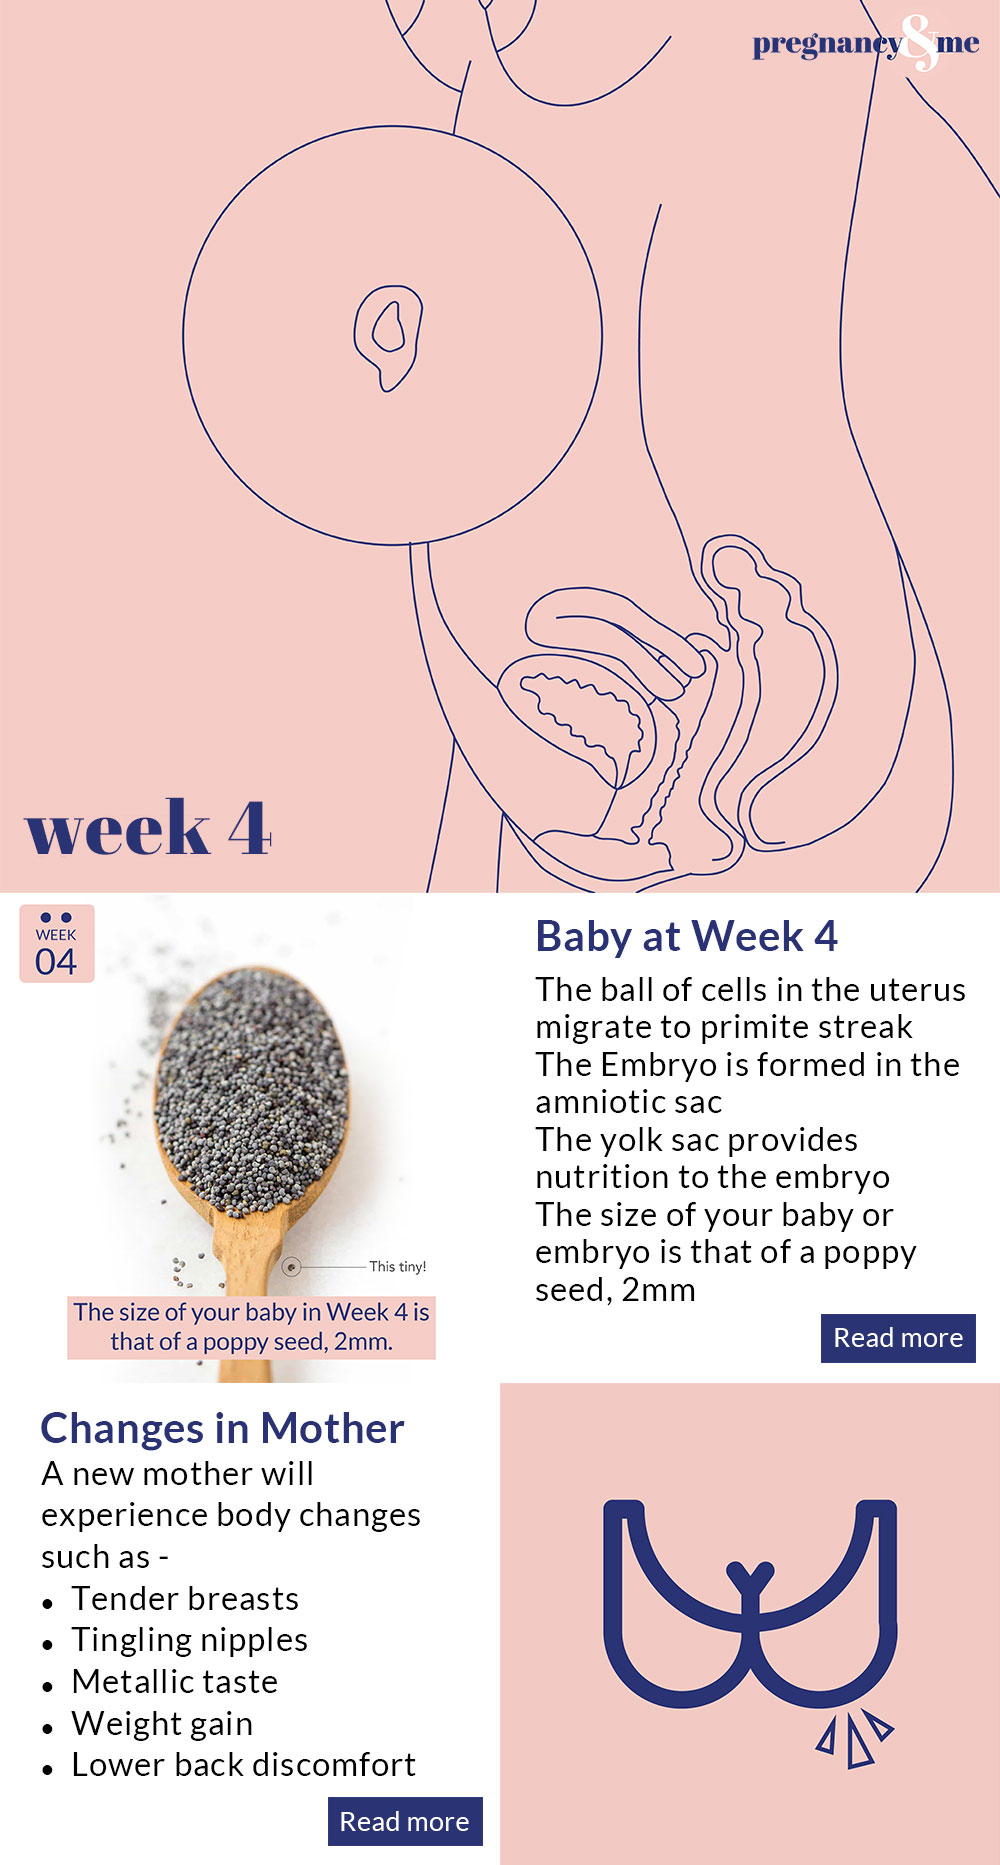 pregnancy&me
week 4
WEEK
04
This tiny!
The size of your baby in Week 4 is
that of a poppy seed, 2mm.
Baby at Week 4
The ball of cells in the uterus
migrate to primite streak
The Embryo is formed in the
amniotic sac
The yolk sac provides
nutrition to the embryo
The size of your baby or
embryo is that of a poppy
seed, 2mm
Read more
Changes in Mother
A new mother will
experience body changes
such as -
• Tender breasts
• Tingling nipples
• Metallic taste
• Weight gain
• Lower back discomfort
Read more